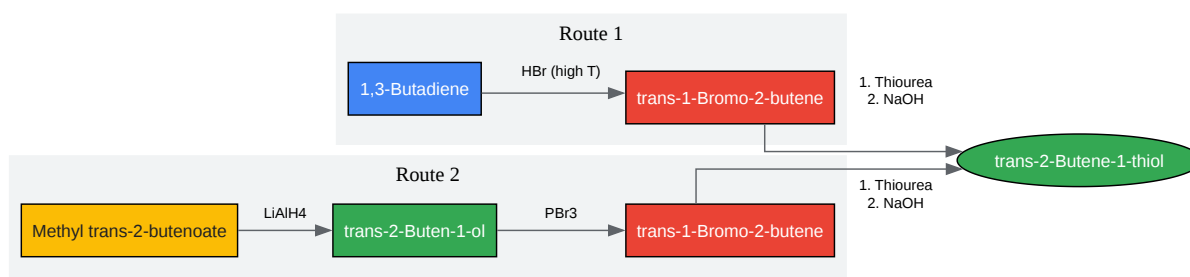 Route 1
1,3-Butadiene
HBr (high T)
trans-1-Bromo-2-butene
1. Thiourea
2. NaOH
trans-2-Butene-1-thiol
Route 2
Methyl trans-2-butenoate
LiAlH4
trans-2-Buten-1-ol
PBr3
trans-1-Bromo-2-butene
1. Thiourea
2. NaOH